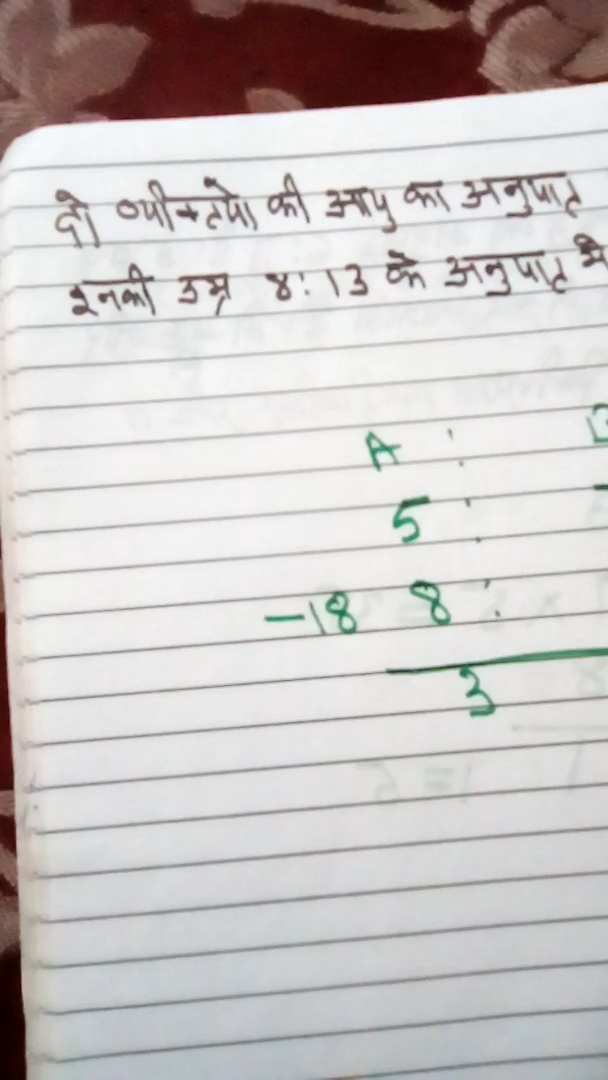 दो व्यक्तियो की आयु का अनुपात
इनकी उम्र 8:13 के अनुपात मे
A :
5 :
-18 8 :
3